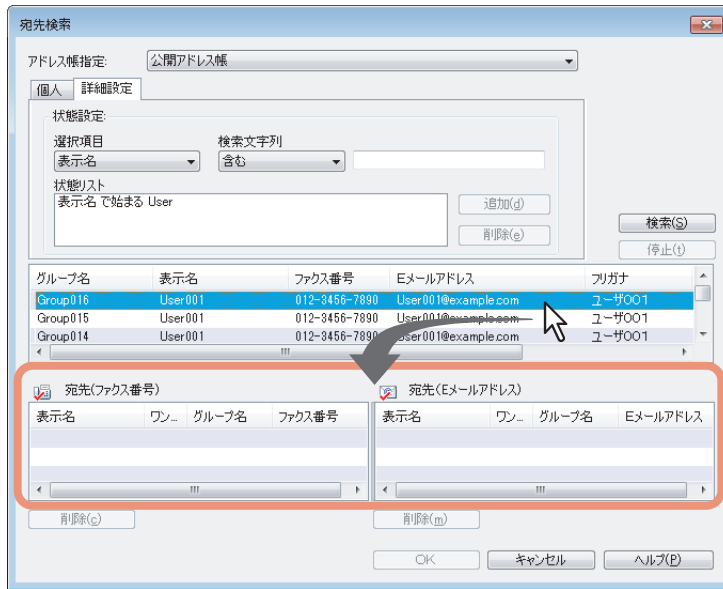 宛先検索
アドレス帳指定: 公開アドレス帳
個人 詳細設定
状態設定:
選択項目 検索文字列
表示名 含む
状態リスト
表示名 で始まる User
追加(d)
削除(e)
検索(S)
停止(t)
グループ名 表示名 ファクス番号 Eメールアドレス フリガナ
Group016 User001 012-3456-7890 User001@example.com ユーザ001
Group015 User001 012-3456-7890 User001@example.com ユーザ001
Group014 User001 012-3456-7890 User001@example.com ユーザ001
宛先(ファクス番号) 宛先(Eメールアドレス)
表示名 ワン... グループ名 ファクス番号 表示名 ワン... グループ名 Eメールアドレス
削除(c) 削除(m)
OK キャンセル ヘルプ(P)